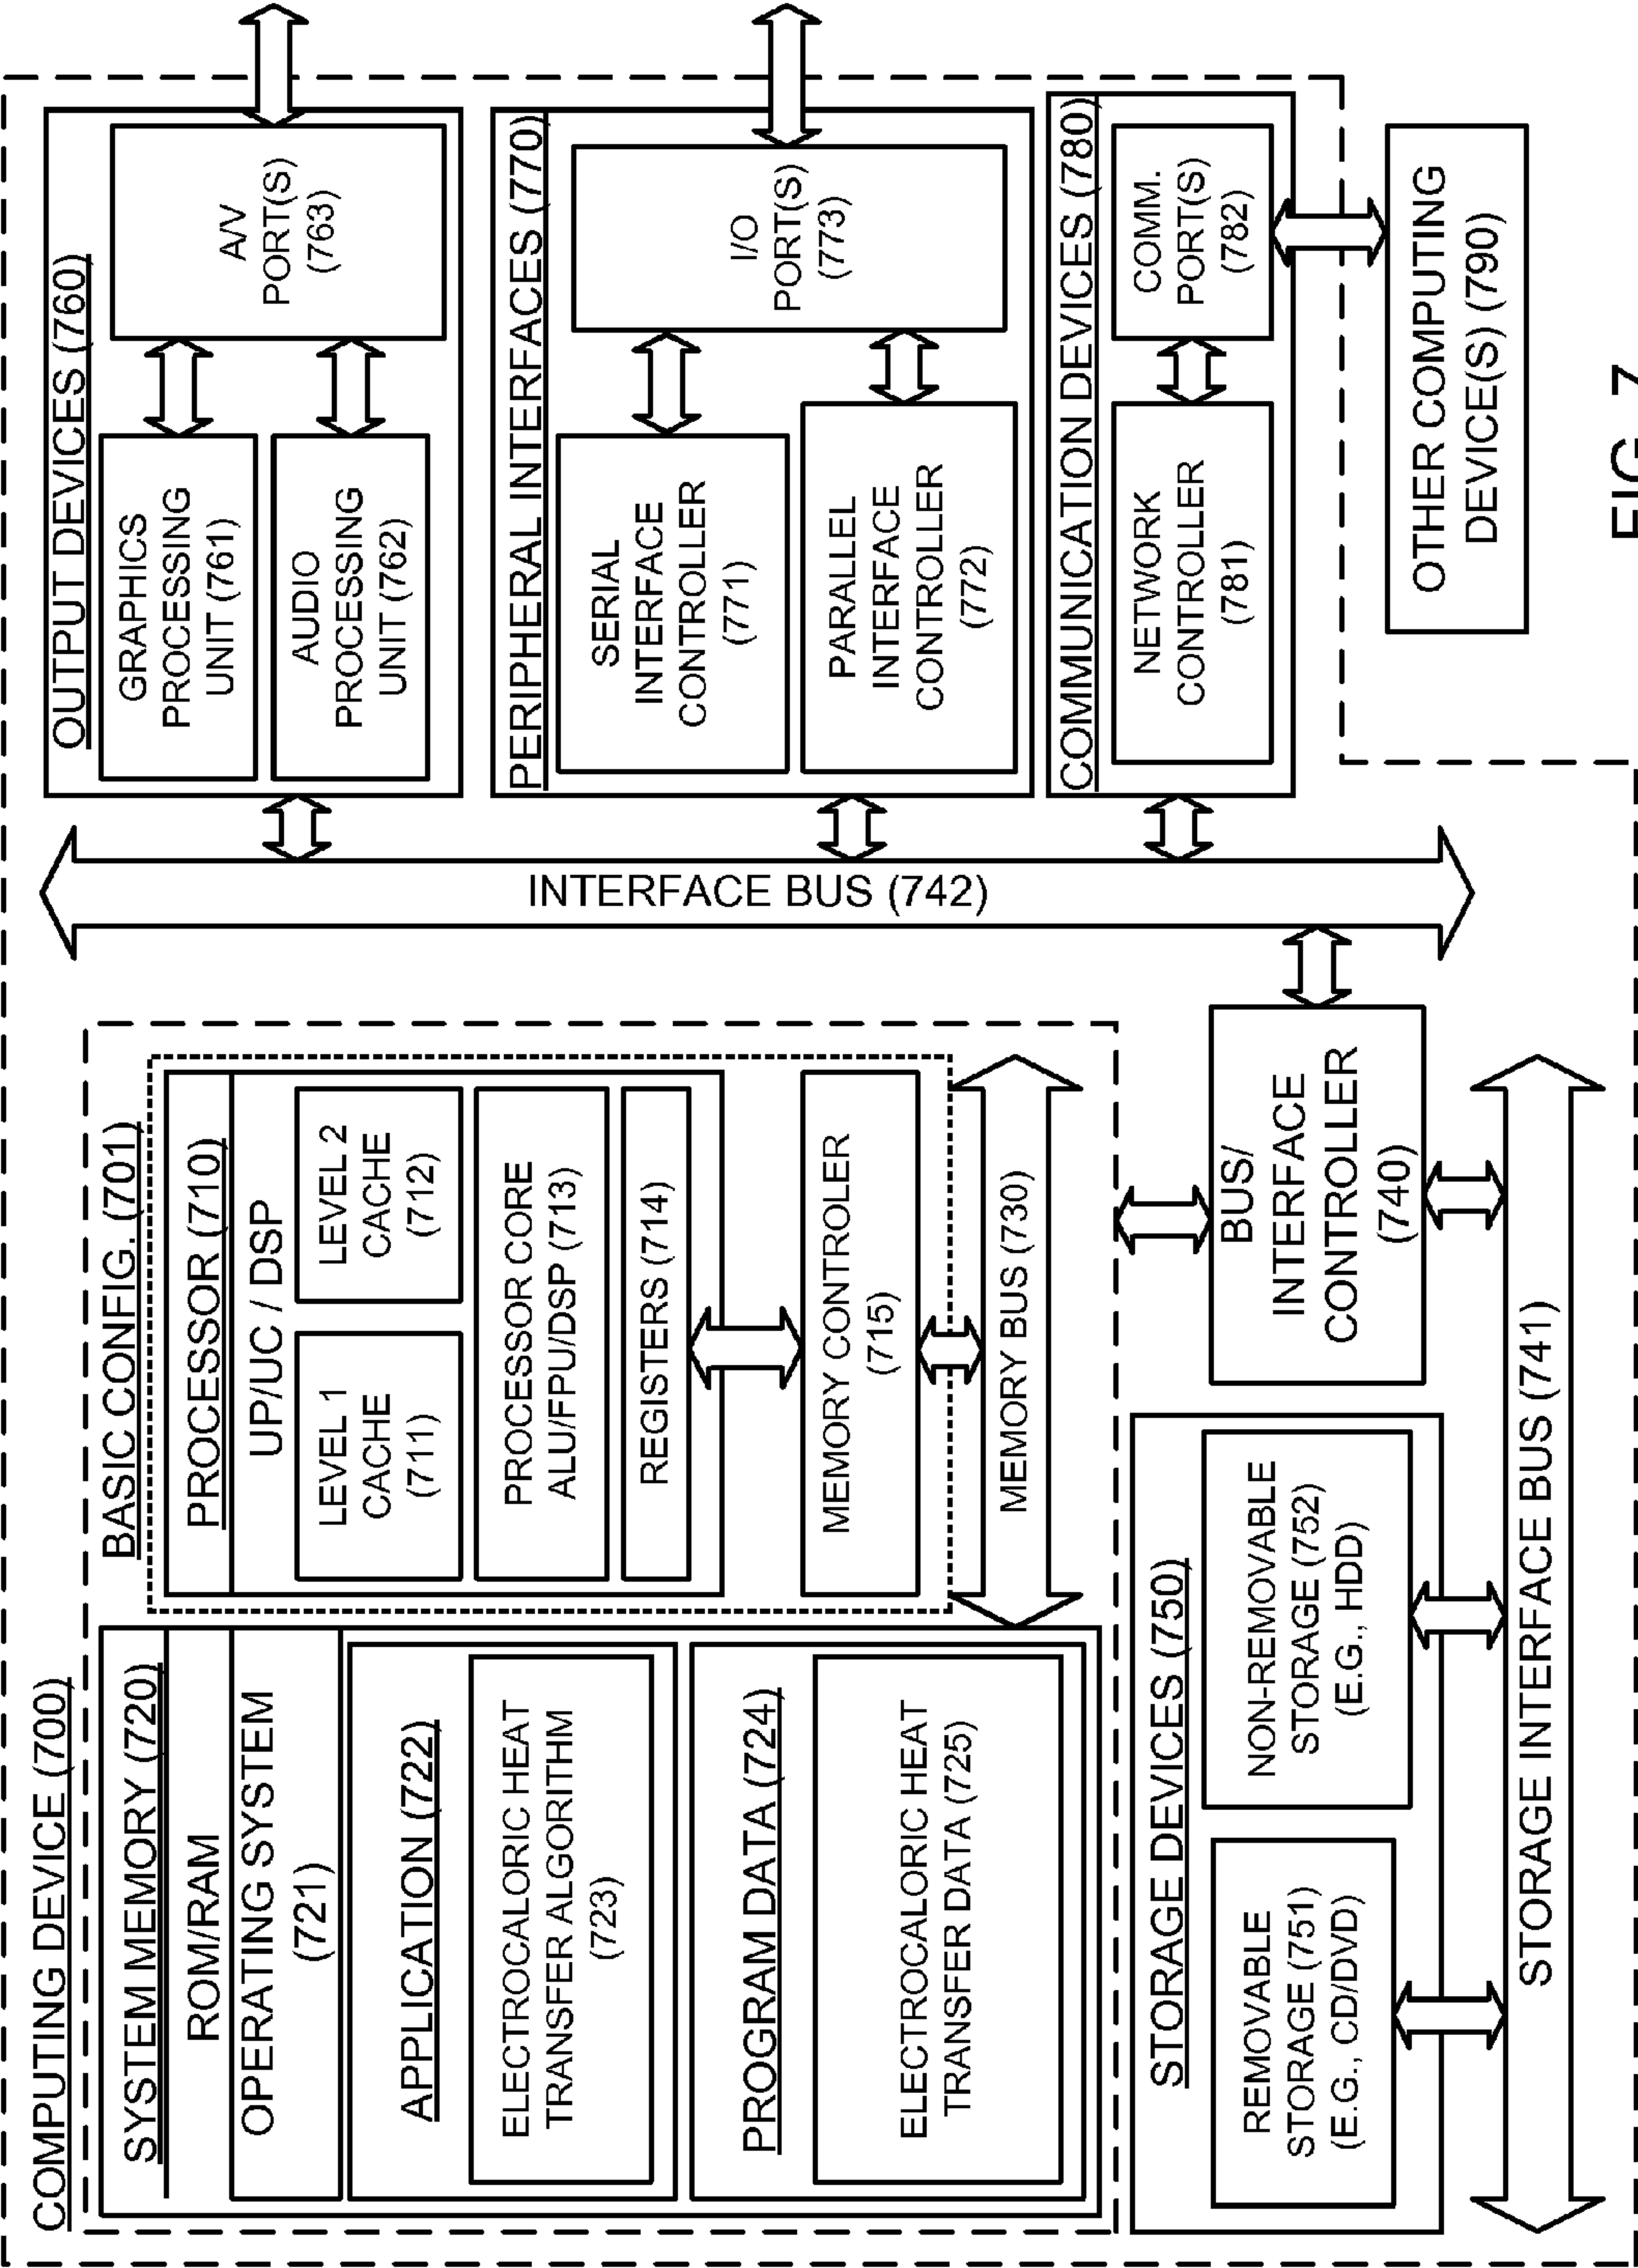 COMPUTING DEVICE (700)
BASIC CONFIG. (701)
SYSTEM MEMORY (720)
ROM/RAM
OPERATING SYSTEM
(721)
APPLICATION (722)
ELECTROCALORIC HEAT
TRANSFER ALGORITHM
(723)
PROGRAM DATA (724)
ELECTROCALORIC HEAT
TRANSFER DATA (725)
PROCESSOR (710)
UP/UC / DSP
LEVEL 1
CACHE
(711)
LEVEL 2
CACHE
(712)
PROCESSOR CORE
ALU/FPU/DSP (713)
REGISTERS (714)
MEMORY CONTROLER
(715)
MEMORY BUS (730)
BUS/
INTERFACE
CONTROLLER
(740)
STORAGE DEVICES (750)
REMOVABLE
STORAGE (751)
(E.G., CD/DVD)
NON-REMOVABLE
STORAGE (752)
(E.G., HDD)
STORAGE INTERFACE BUS (741)
INTERFACE BUS (742)
OUTPUT DEVICES (760)
GRAPHICS
PROCESSING
UNIT (761)
AUDIO
PROCESSING
UNIT (762)
A/V
PORT(S)
(763)
PERIPHERAL INTERFACES (770)
SERIAL
INTERFACE
CONTROLLER
(771)
PARALLEL
INTERFACE
CONTROLLER
(772)
I/O
PORT(S)
(773)
COMMUNICATION DEVICES (780)
NETWORK
CONTROLLER
(781)
COMM.
PORT(S)
(782)
OTHER COMPUTING
DEVICE(S) (790)
FIG. 7